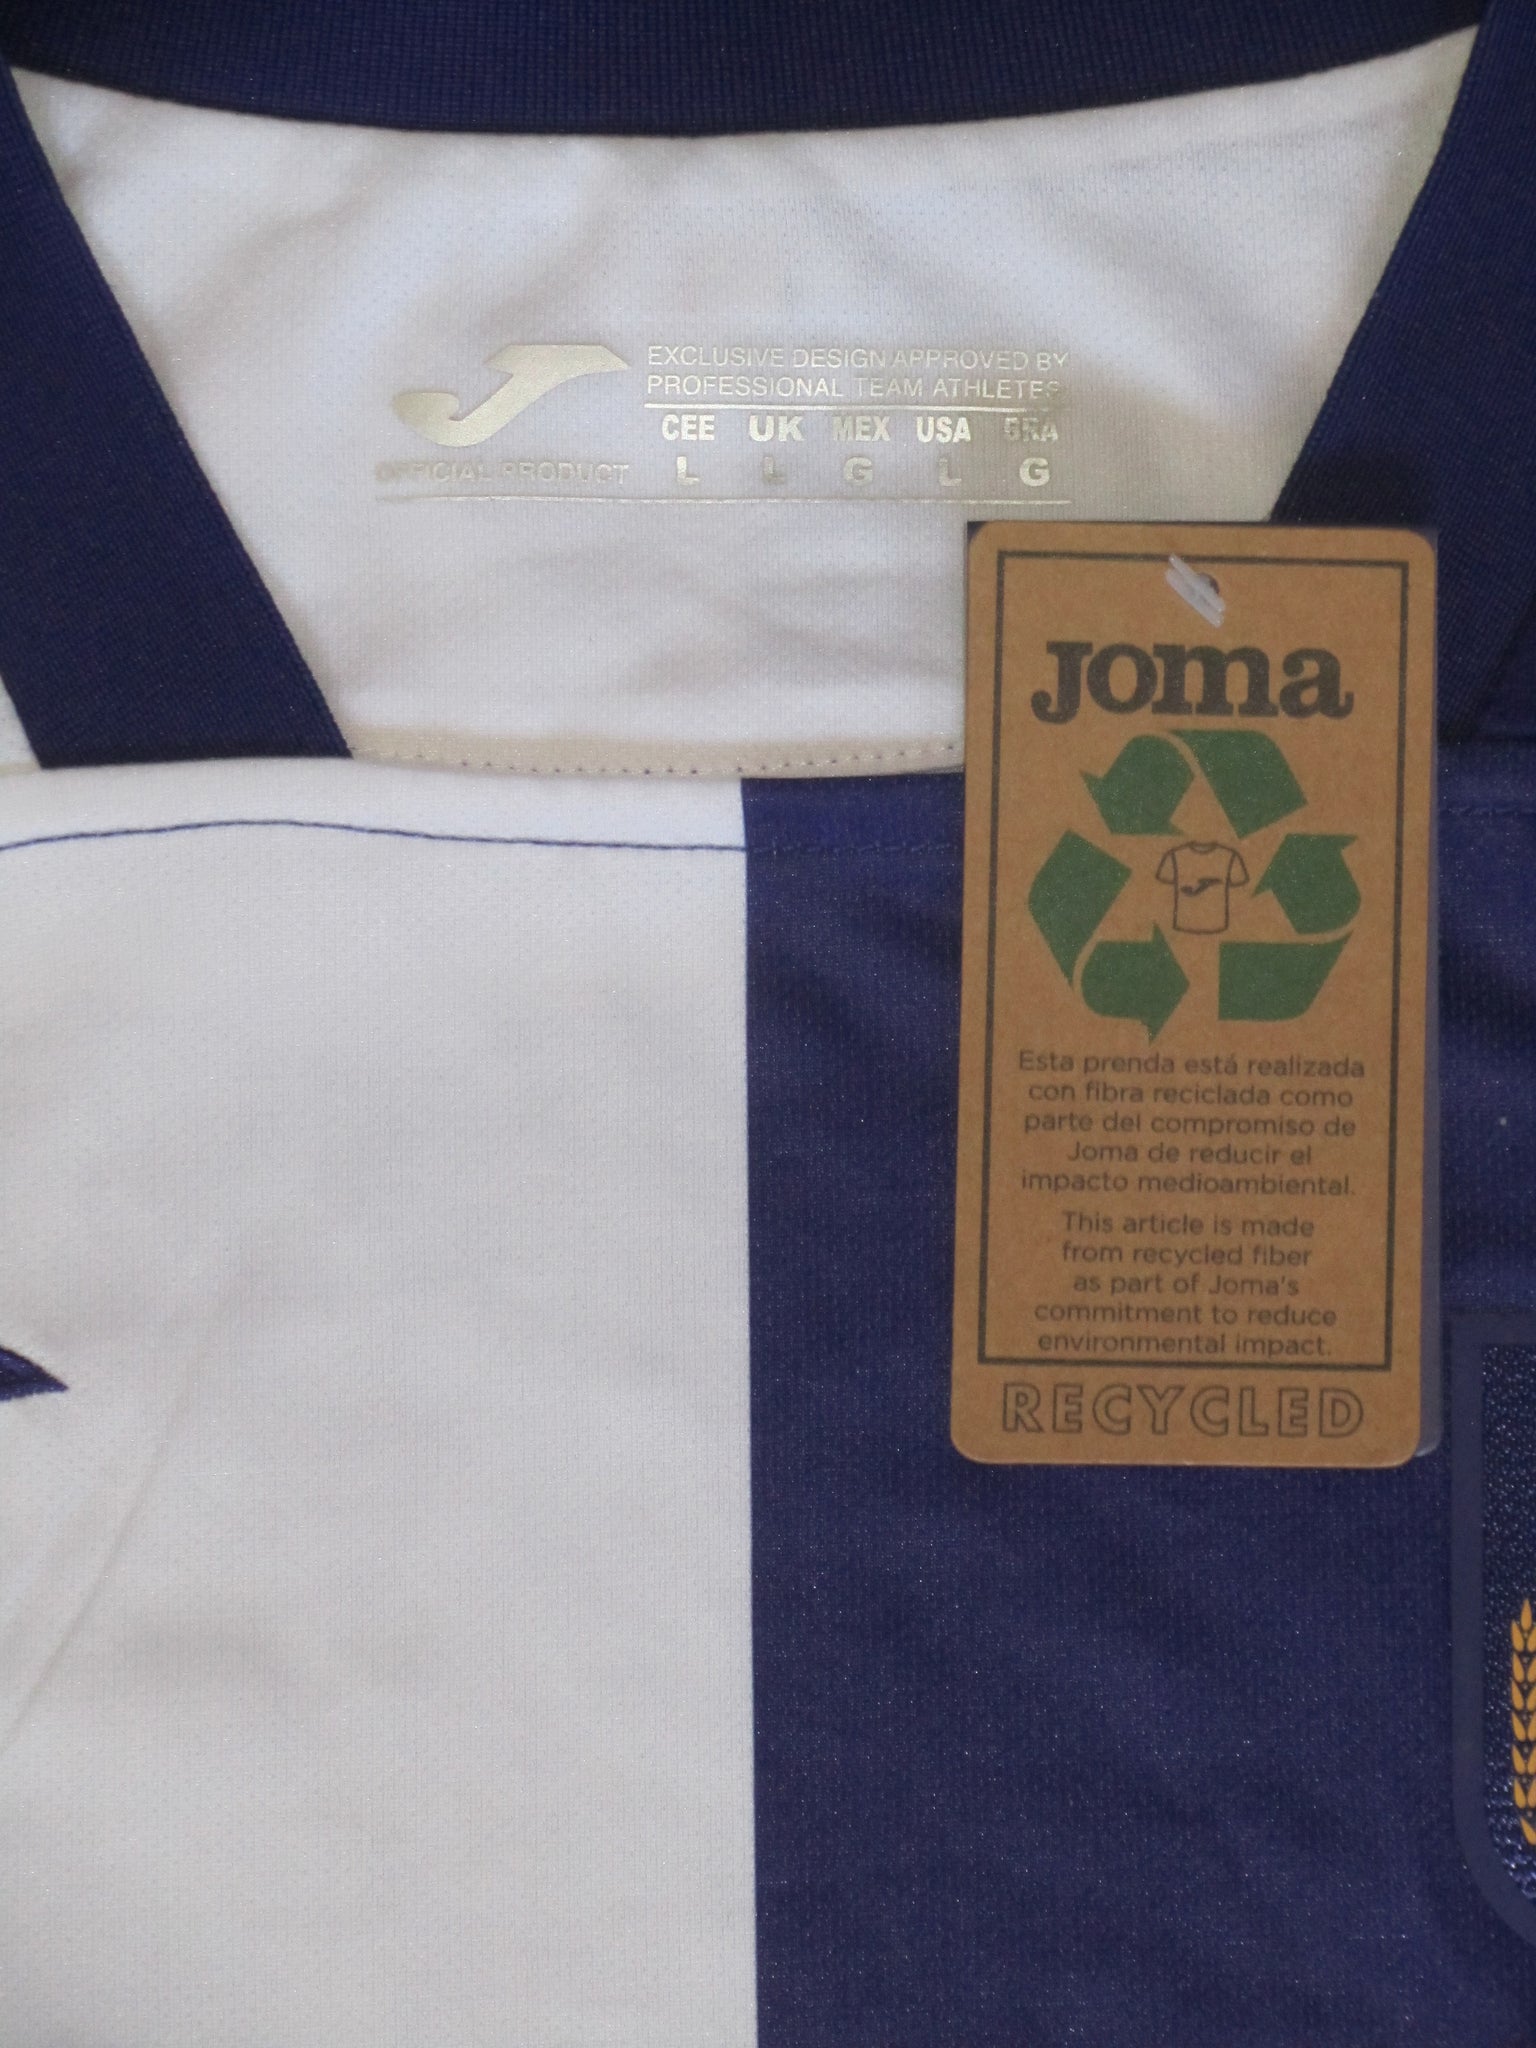 EXCLUSIVE DESIGN APPROVED BY
PROFESSIONAL TEAM ATHLETES
CEE UK MEX USA BRA
L L G L G
OFFICIAL PRODUCT
Joma
Esta prenda está realizada
con fibra reciclada como
parte del compromiso de
Joma de reducir el
impacto medioambiental.
This article is made
from recycled fiber
as part of Joma's
commitment to reduce
environmental impact.
RECYCLED